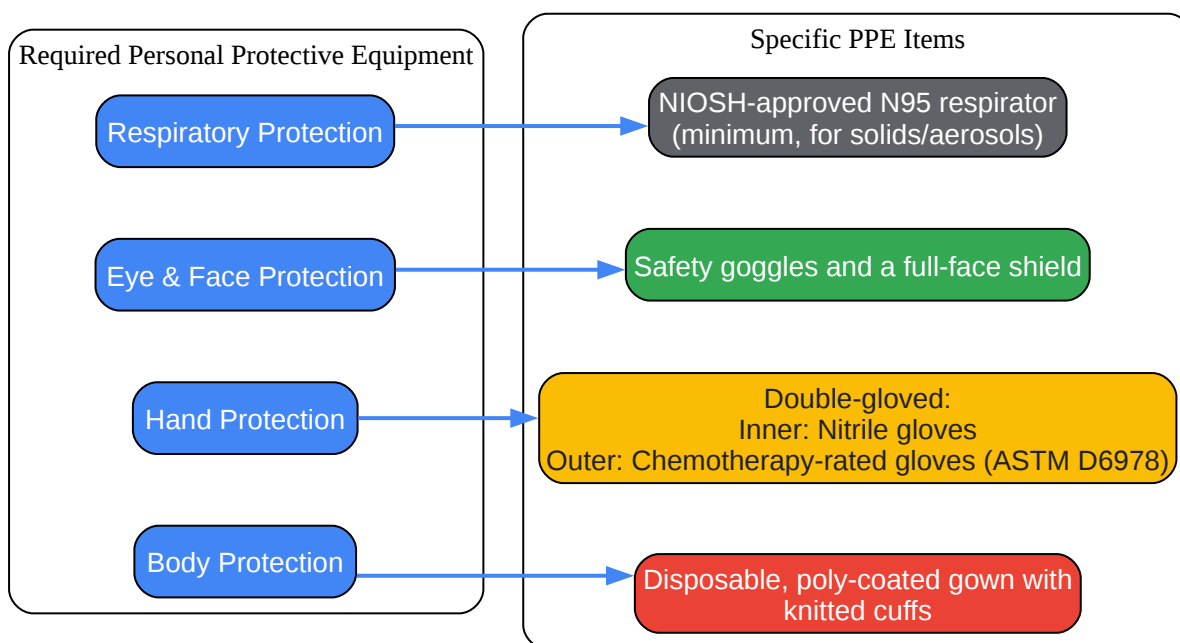 Required Personal Protective Equipment
Respiratory Protection
Eye & Face Protection
Hand Protection
Body Protection
Specific PPE Items
NIOSH-approved N95 respirator
(minimum, for solids/aerosols)
Safety goggles and a full-face shield
Double-gloved:
Inner: Nitrile gloves
Outer: Chemotherapy-rated gloves (ASTM D6978)
Disposable, poly-coated gown with
knitted cuffs